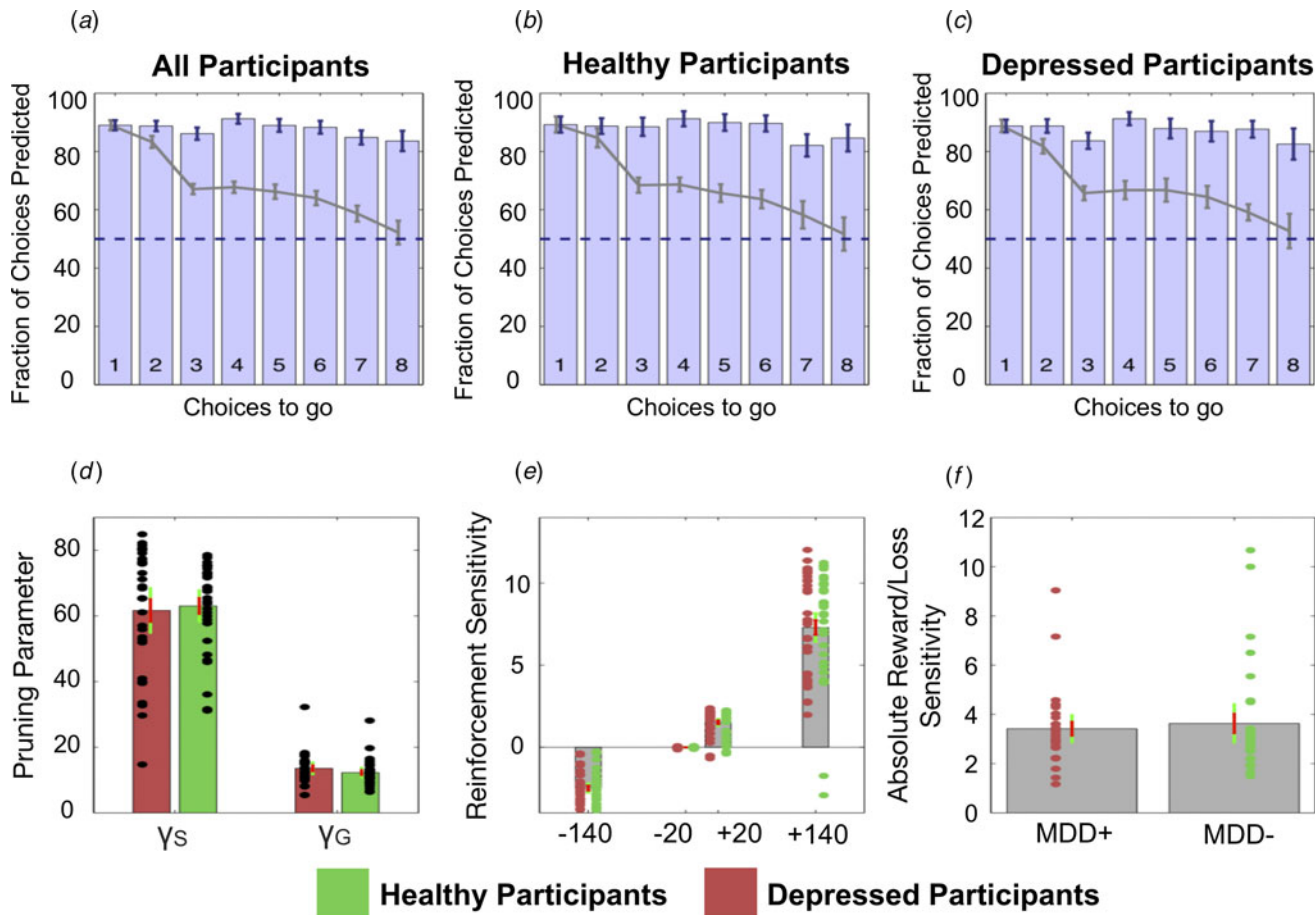 (a)
(b)
(c)
All Participants
Healthy Participants
Depressed Participants
Fraction of Choices Predicted
100
80
60
40
20
0
1 2 3 4 5 6 7 8
Choices to go
Fraction of Choices Predicted
100
80
60
40
20
0
1 2 3 4 5 6 7 8
Choices to go
Fraction of Choices Predicted
100
80
60
40
20
0
1 2 3 4 5 6 7 8
Choices to go
(d)
(e)
(f)
Pruning Parameter
80
60
40
20
0
γS γG
Reinforcement Sensitivity
10
5
0
-140 -20 +20 +140
Absolute Reward/Loss
Sensitivity
12
10
8
6
4
2
0
MDD+ MDD-
Healthy Participants
Depressed Participants